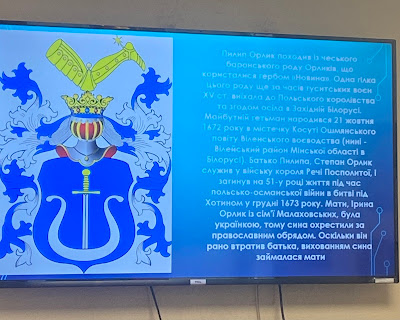 Пилип Орлик походив із чеського
баранського роду Орликів, що
користалися гербом «Новина». Одна гілка
цього роду ще за часів гуситських воєн
XV ст. виїхала до Польського королівства
та згодом осіла в Західній Білорусі.
Майбутній гетьман народився 21 жовтня
1672 року в містечку Косуті Ошмянського
повіту Віленського воєводства (нині -
Вілейський район Мінської області в
Білорусі). Батько Пилипа, Степан Орлик
служив у війську короля Речі Посполитої, і
загинув на 51-у році життя під час
польсько-османської війни в битві під
Хотином у грудні 1673 року. Мати, Ірина
Орлик із сім'ї Малаховських, була
українкою, тому сина охрестили за
православним обрядом. Оскільки він
рано втратив батька, вихованням сина
займалася мати